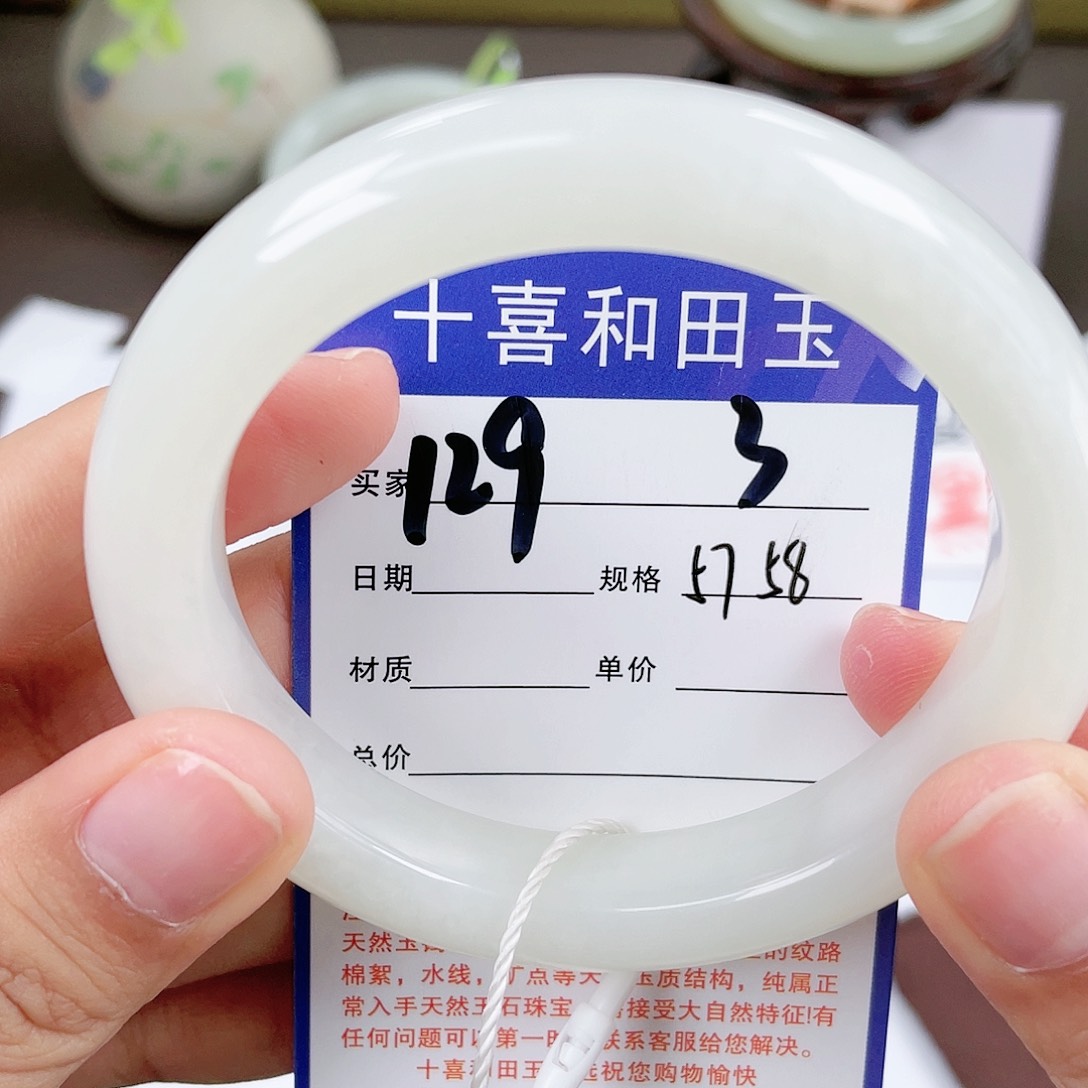 十喜和田玉
买家 129 3
日期 规格 57 58
材质 单价
总价
天然玉 的纹路
棉絮，水线，矿点等天 玉质结构，纯属正
常入手天然玉石珠宝 接受大自然特征!有
任何问题可以第一时 联系客服给您解决。
十喜和田玉 祝您购物愉快